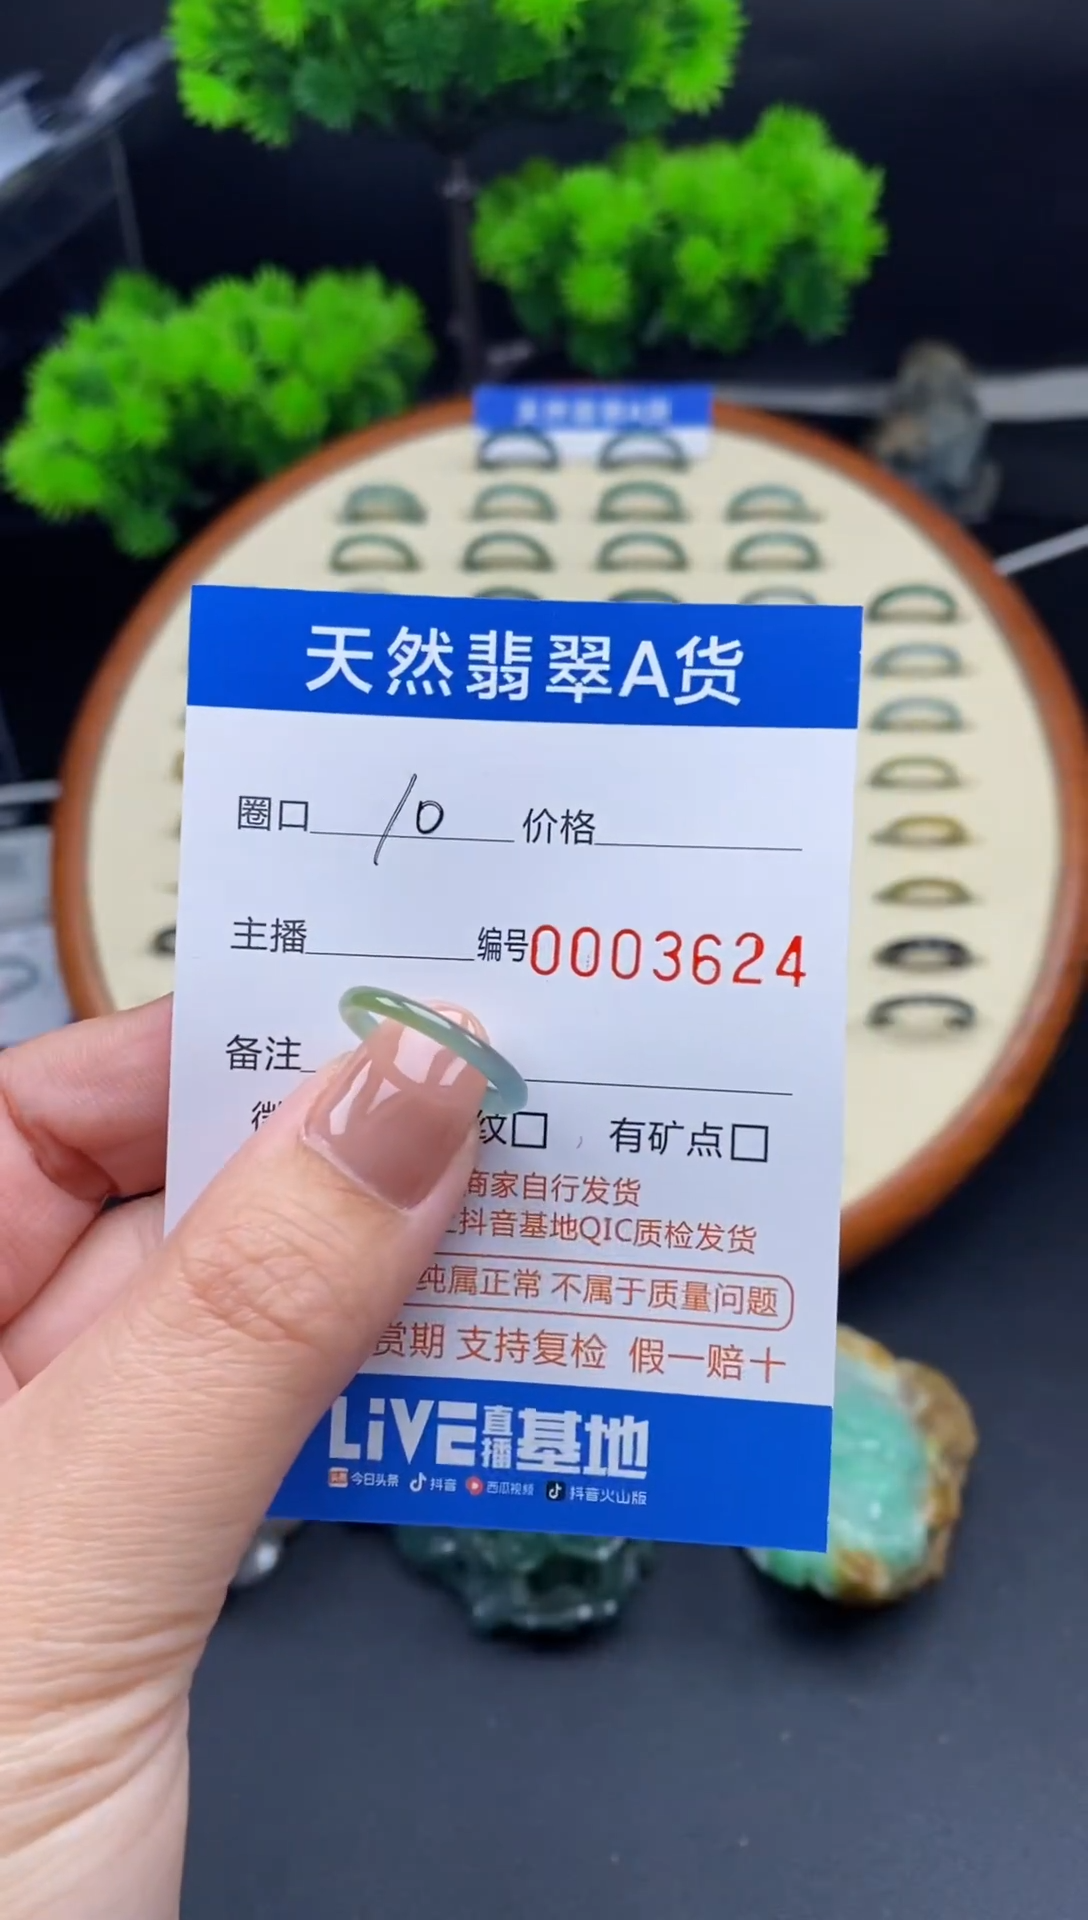 天然翡翠A货
圈口 10 价格
主播 编号0003624
备注
纹□ ，有矿点□
商家自行发货
抖音基地QIC质检发货
纯属正常 不属于质量问题
赏期 支持复检 假一赔十
LiVE直播基地
今日头条 抖音 西瓜视频 抖音火山版